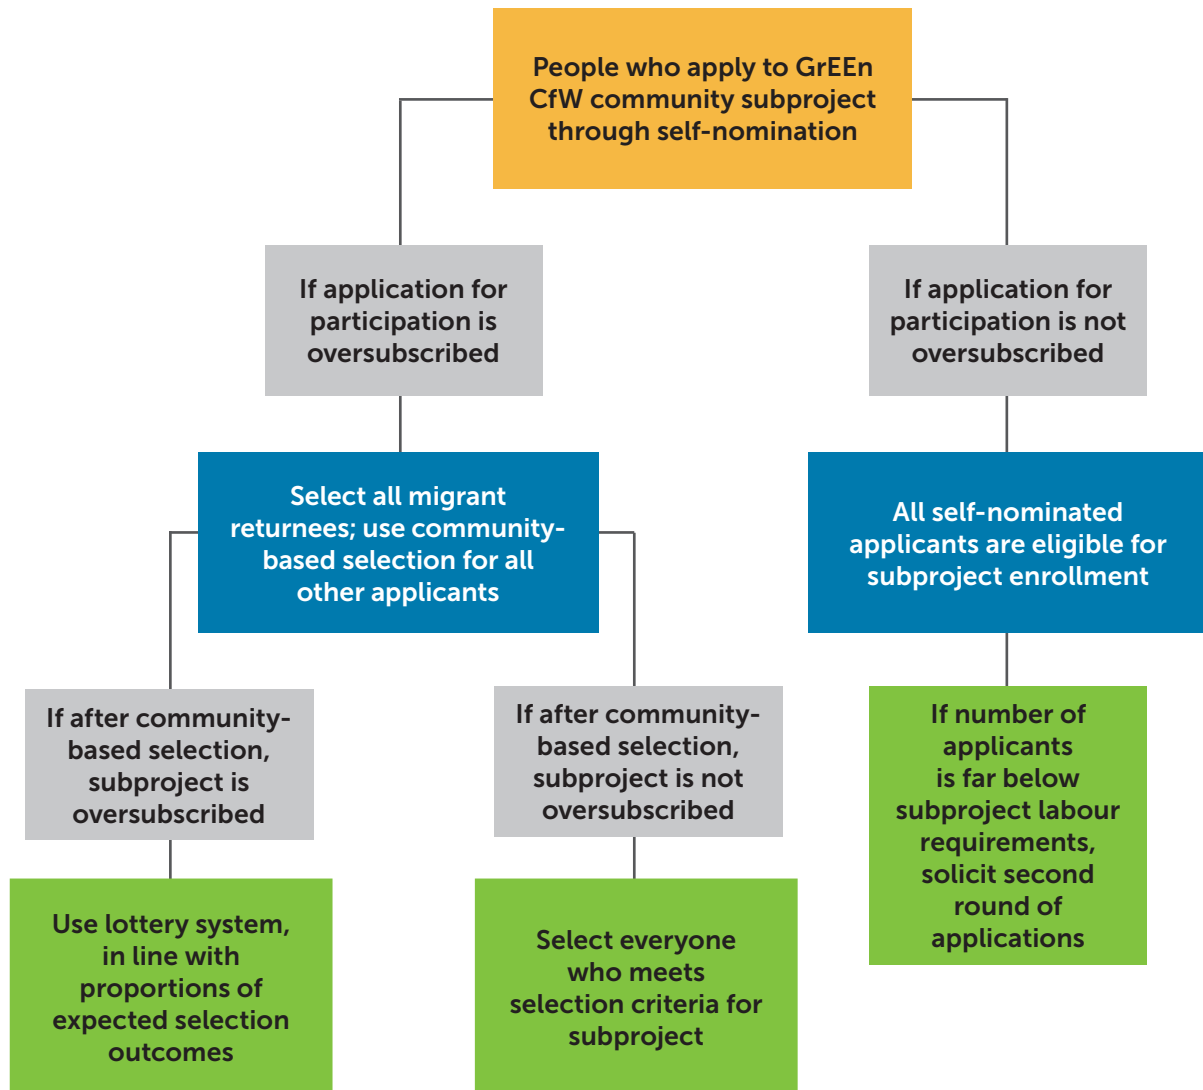 People who apply to GrEEn
CfW community subproject
through self-nomination
If application for
participation is
oversubscribed
If application for
participation is not
oversubscribed
Select all migrant
returnees; use community-
based selection for all
other applicants
All self-nominated
applicants are eligible for
subproject enrollment
If after community-
based selection,
subproject is
oversubscribed
If after community-
based selection,
subproject is not
oversubscribed
If number of
applicants
is far below
subproject labour
requirements,
solicit second
round of
applications
Use lottery system,
in line with
proportions of
expected selection
outcomes
Select everyone
who meets
selection criteria for
subproject